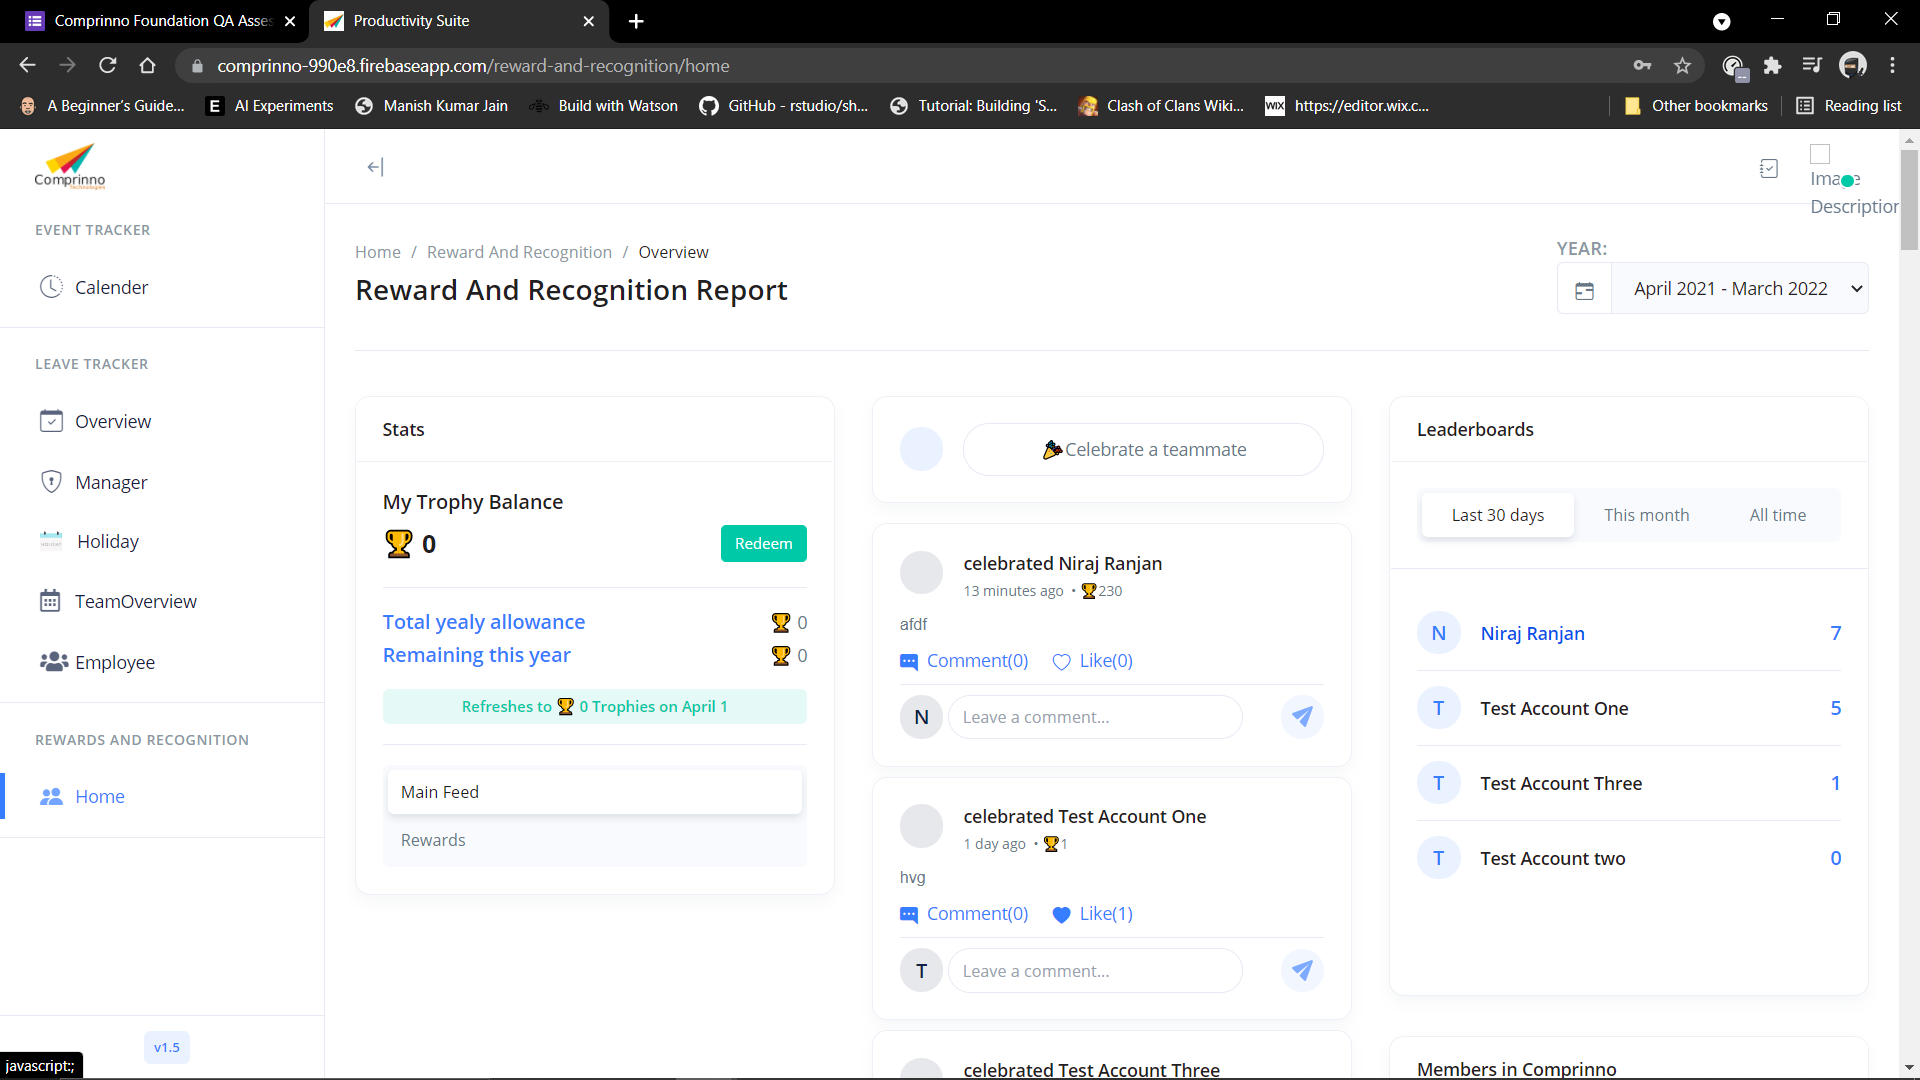 Comprinno Foundation QA Asses
Productivity Suite
comprinno-990e8.firebaseapp.com/reward-and-recognition/home
A Beginner's Guide...
AI Experiments
Manish Kumar Jain
Build with Watson
GitHub - rstudio/sh...
Tutorial: Building 'S...
Clash of Clans Wiki...
WIX
https://editor.wix.c...
Other bookmarks
Reading list
Comprinno
Technologies
Image
Description
EVENT TRACKER
Calender
LEAVE TRACKER
Overview
Manager
Holiday
TeamOverview
Employee
REWARDS AND RECOGNITION
Home
v1.5
javascript:;
Home / Reward And Recognition / Overview
Reward And Recognition Report
YEAR:
April 2021 - March 2022
Stats
My Trophy Balance
🏆 0
Redeem
Total yealy allowance 🏆 0
Remaining this year 🏆 0
Refreshes to 🏆 0 Trophies on April 1
Main Feed
Rewards
🎉Celebrate a teammate
celebrated Niraj Ranjan
13 minutes ago • 🏆230
afdf
Comment(0) Like(0)
N
Leave a comment...
celebrated Test Account One
1 day ago • 🏆1
hvg
Comment(0) Like(1)
T
Leave a comment...
celebrated Test Account Three
Leaderboards
Last 30 days This month All time
N Niraj Ranjan 7
T Test Account One 5
T Test Account Three 1
T Test Account two 0
Members in Comprinno